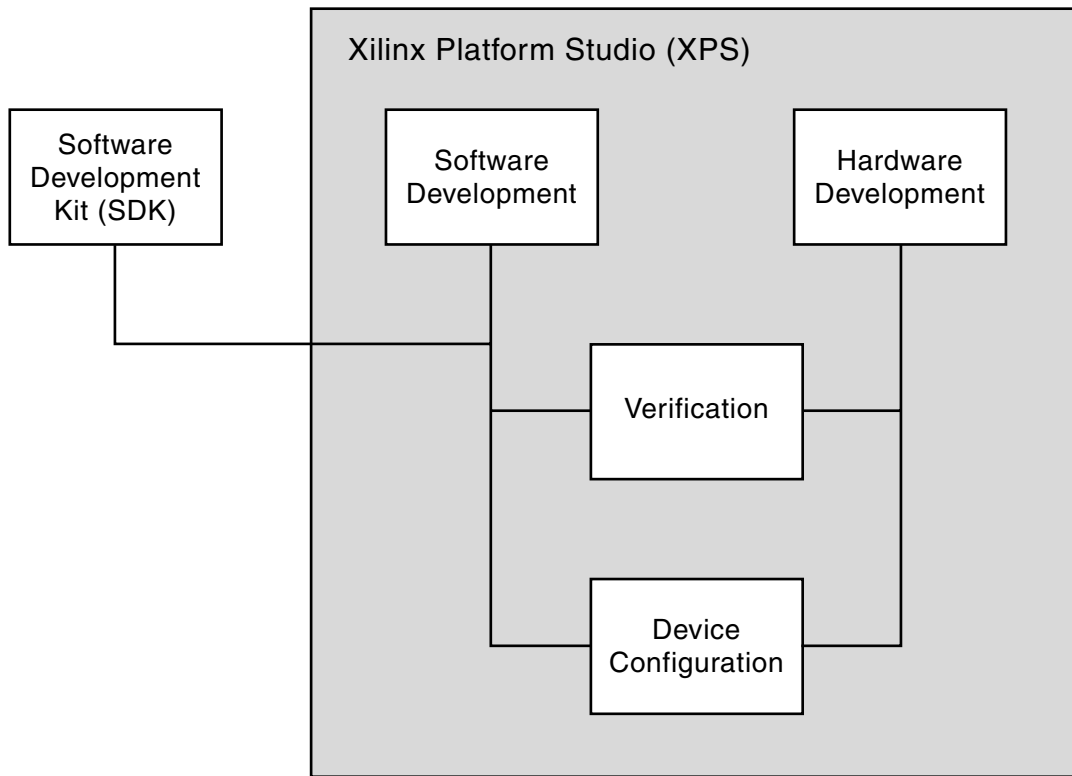 Xilinx Platform Studio (XPS)
Software
Development
Kit (SDK)
Software
Development
Hardware
Development
Verification
Device
Configuration